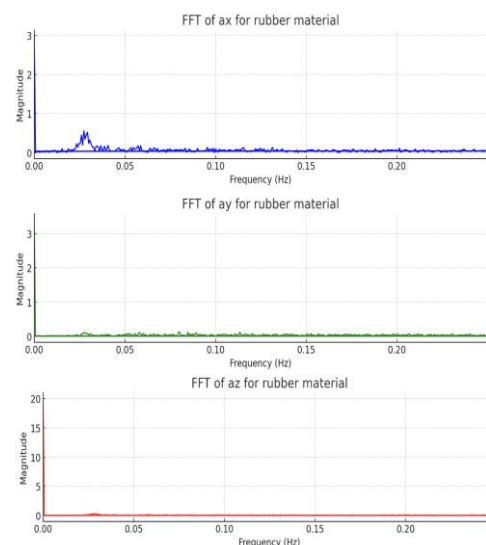 FFT of ax for rubber material
3
2
1
0
Magnitude
0.00 0.05 0.10 0.15 0.20
Frequency (Hz)
FFT of ay for rubber material
3
2
1
0
Magnitude
0.00 0.05 0.10 0.15 0.20
Frequency (Hz)
FFT of az for rubber material
20
15
10
5
0
Magnitude
0.00 0.05 0.10 0.15 0.20
Frequency (Hz)